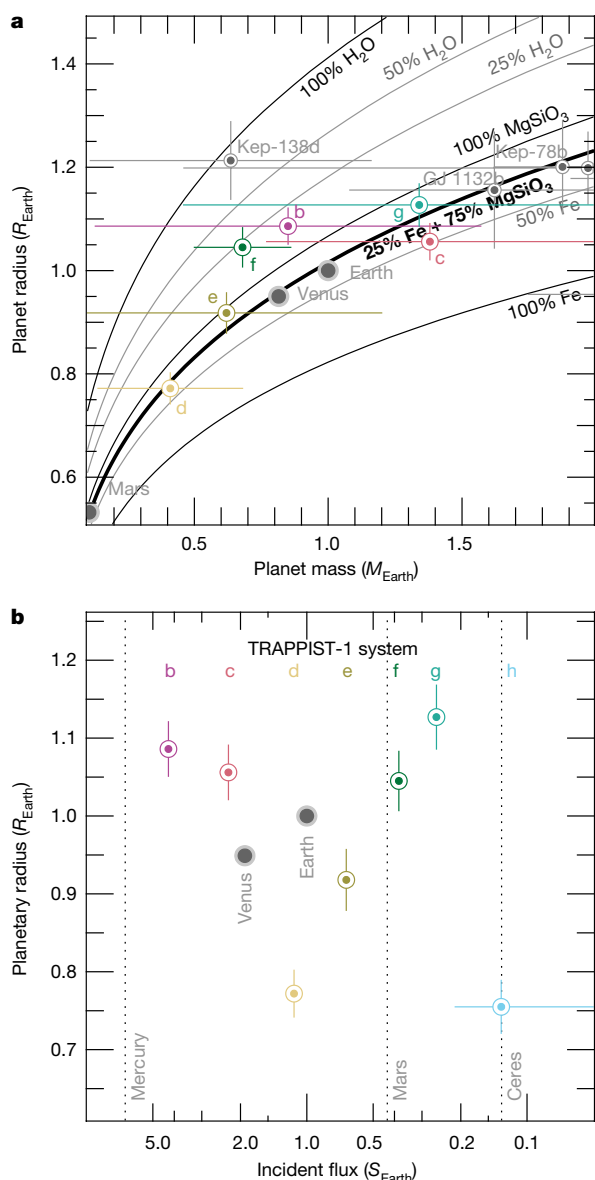 a
1.4
1.2
1.0
0.8
0.6
Planet radius (R_Earth)
100% H₂O
50% H₂O
25% H₂O
100% MgSiO₃
25% Fe + 75% MgSiO₃
50% Fe
100% Fe
Kep-138d
Kep-78b
GJ 1132b
b
g
f
c
Earth
Venus
e
d
Mars
0.5
1.0
1.5
Planet mass (M_Earth)
b
TRAPPIST-1 system
b c d e f g h
1.2
1.1
1.0
0.9
0.8
0.7
Planetary radius (R_Earth)
Venus
Earth
Mercury
Mars
Ceres
5.0 2.0 1.0 0.5 0.2 0.1
Incident flux (S_Earth)